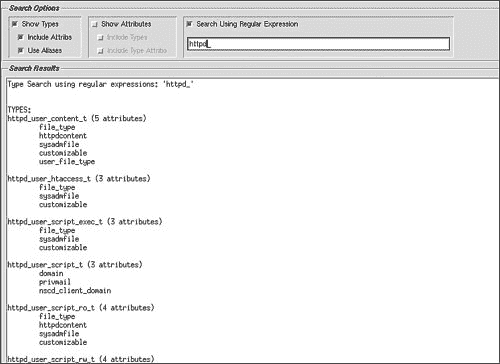 Search Options
Show Types
Show Attributes
Search Using Regular Expression
Include Attribs
Include Types
httpd_
Use Aliases
Include Type Attribs
Search Results
Type Search using regular expressions: 'httpd_'
TYPES:
httpd_user_content_t (5 attributes)
file_type
httpdcontent
sysadmfile
customizable
user_file_type
httpd_user_htaccess_t (3 attributes)
file_type
sysadmfile
customizable
httpd_user_script_exec_t (3 attributes)
file_type
sysadmfile
customizable
httpd_user_script_t (3 attributes)
domain
privmail
nscd_client_domain
httpd_user_script_ro_t (4 attributes)
file_type
httpdcontent
sysadmfile
customizable
httpd_user_script_rw_t (4 attributes)